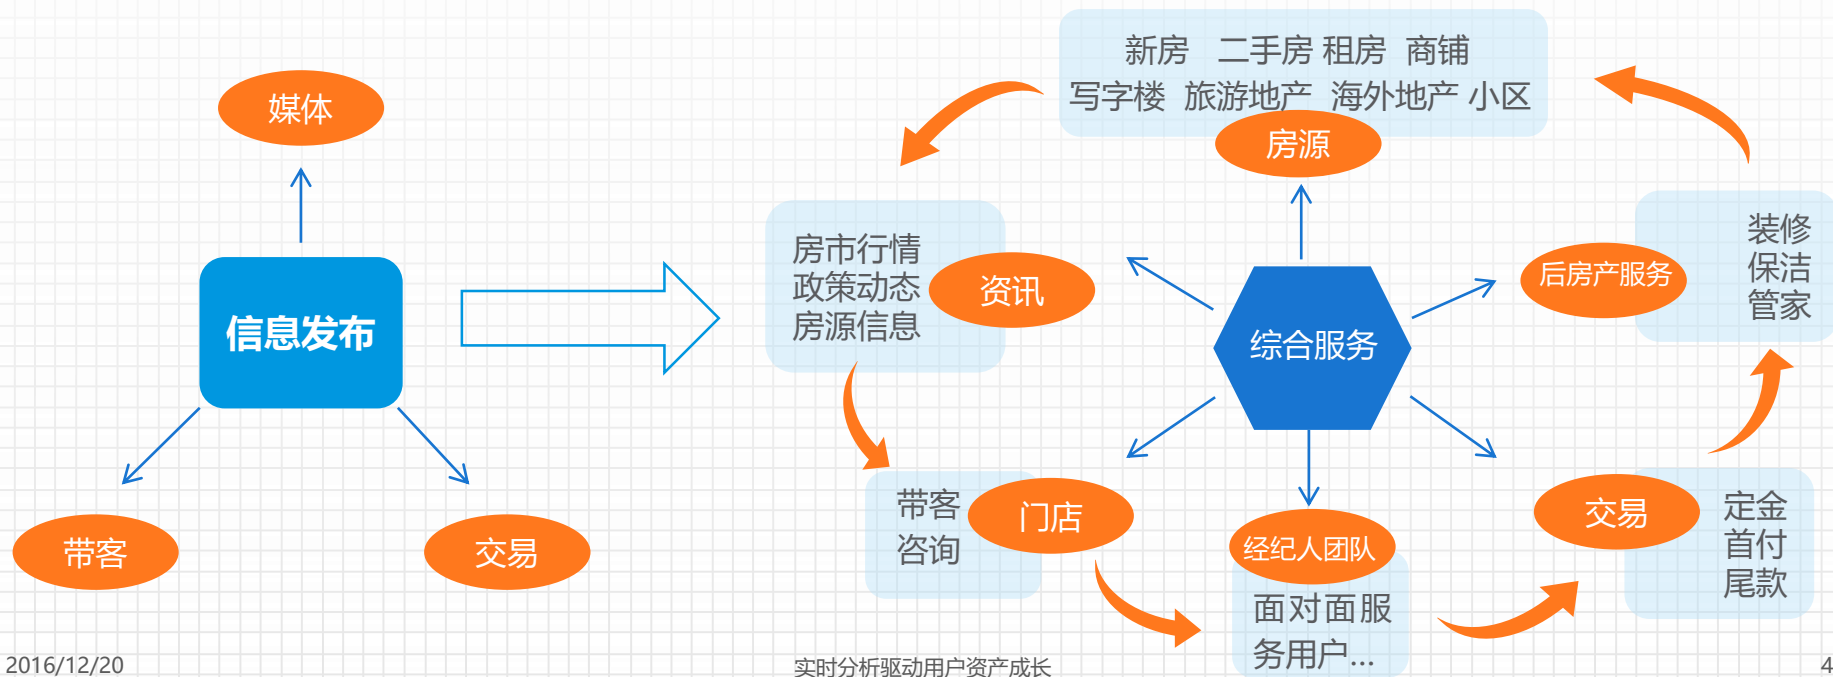 媒体
信息发布
带客
交易
新房 二手房 租房 商铺
写字楼 旅游地产 海外地产 小区
房源
房市行情
政策动态
房源信息
资讯
综合服务
后房产服务
装修
保洁
管家
带客
咨询
门店
经纪人团队
面对面服
务用户...
交易
定金
首付
尾款
2016/12/20
实时分析驱动用户资产成长
4